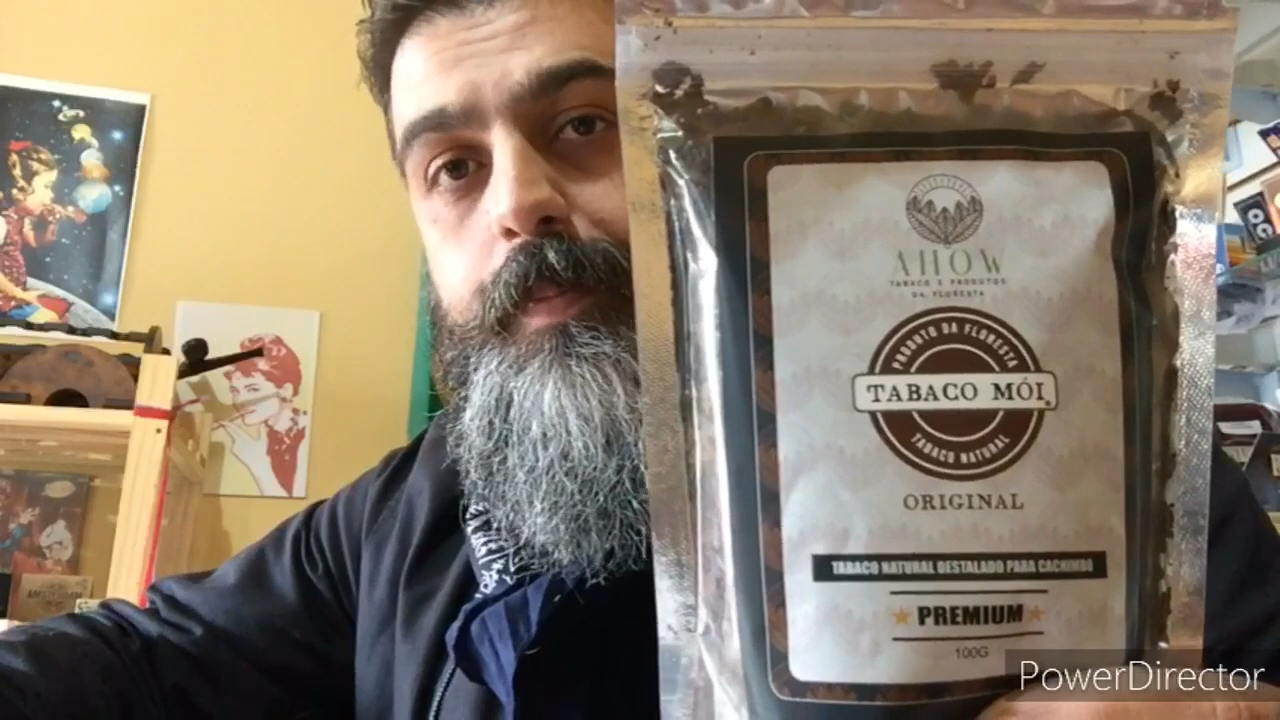 AHOW
TABACO E PRODUTOS
DA FLORESTA
PRODUTO DA FLORESTA
TABACO MÓI
TABACO NATURAL
ORIGINAL
TABACO NATURAL DESTALADO PARA CACHIMBO
PREMIUM
100G
PowerDirector
AMSTERDAM